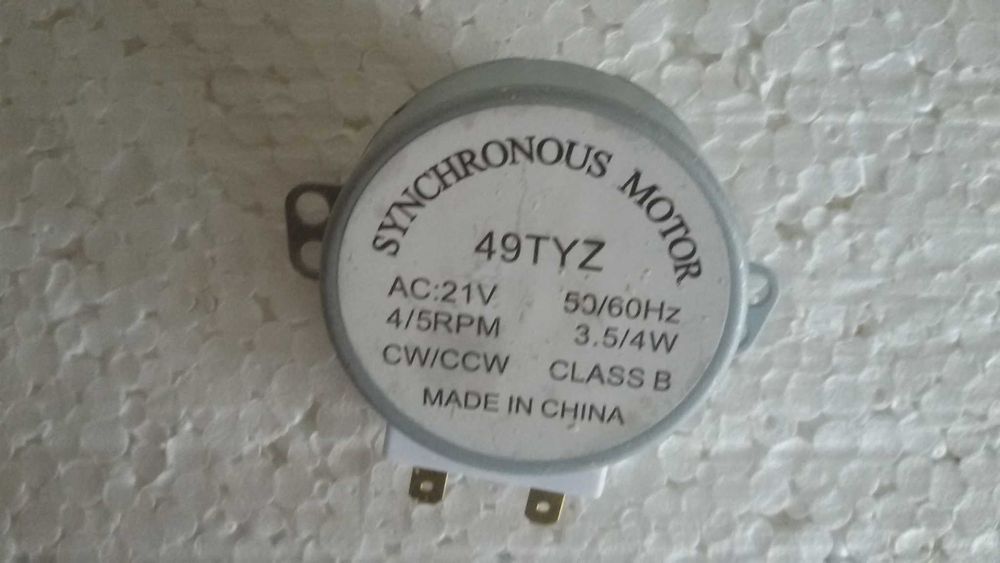 SYNCHRONOUS MOTOR
49TYZ
AC:21V 50/60Hz
4/5RPM 3.5/4W
CW/CCW CLASS B
MADE IN CHINA